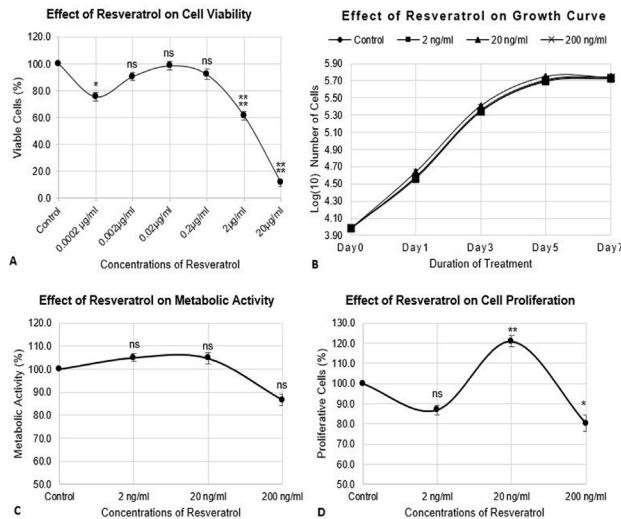 Effect of Resveratrol on Cell Viability
Viable Cells (%)
120.0
100.0
80.0
60.0
40.0
20.0
0.0
*
ns
ns
ns
**
**
**
**
Control
0.0002 µg/ml
0.002µg/ml
0.02µg/ml
0.2µg/ml
2µg/ml
20µg/ml
A
Concentrations of Resveratrol
Effect of Resveratrol on Growth Curve
Control 2 ng/ml 20 ng/ml 200 ng/ml
Log(10) Number of Cells
5.90
5.70
5.50
5.30
5.10
4.90
4.70
4.50
4.30
4.10
3.90
Day0 Day1 Day3 Day5 Day7
B
Duration of Treatment
Effect of Resveratrol on Metabolic Activity
Metabolic Activity (%)
120.0
110.0
100.0
90.0
80.0
70.0
60.0
50.0
ns
ns
ns
Control 2 ng/ml 20 ng/ml 200 ng/ml
C
Concentrations of Resveratrol
Effect of Resveratrol on Cell Proliferation
Proliferative Cells (%)
130.0
120.0
110.0
100.0
90.0
80.0
70.0
60.0
50.0
ns
**
*
Control 2 ng/ml 20 ng/ml 200 ng/ml
D
Concentrations of Resveratrol